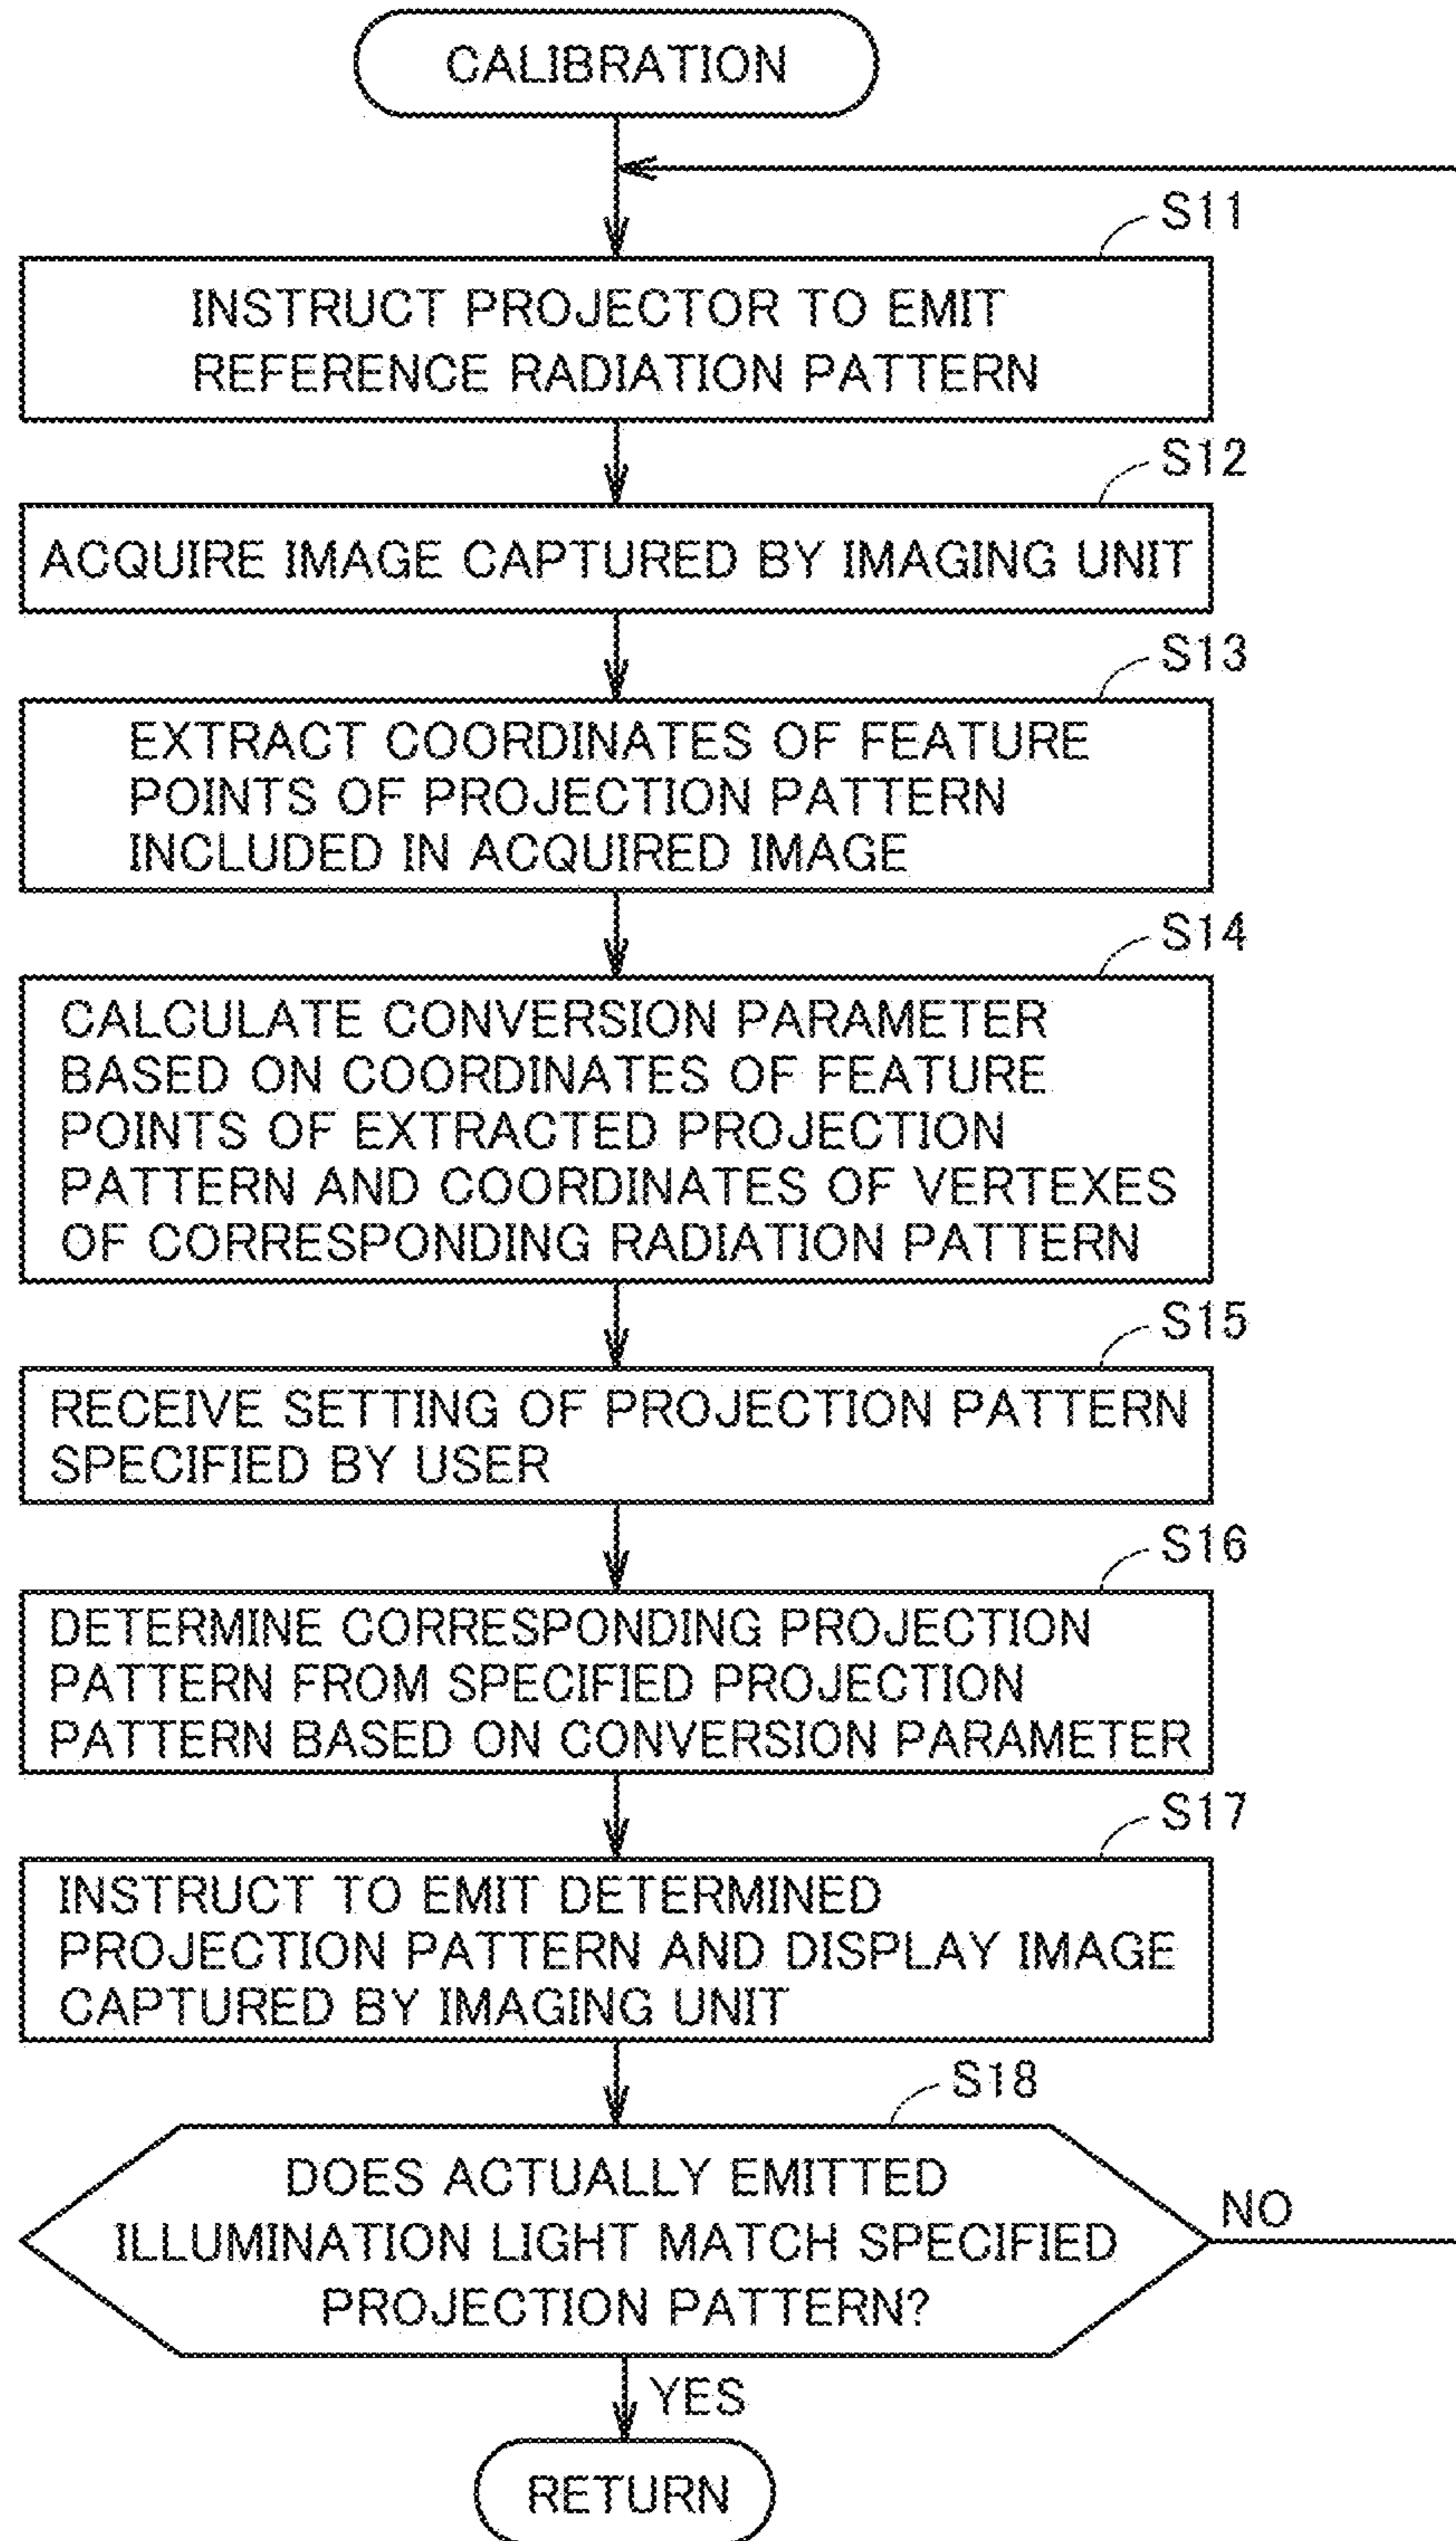 CALIBRATION
S11
INSTRUCT PROJECTOR TO EMIT
REFERENCE RADIATION PATTERN
S12
ACQUIRE IMAGE CAPTURED BY IMAGING UNIT
S13
EXTRACT COORDINATES OF FEATURE
POINTS OF PROJECTION PATTERN
INCLUDED IN ACQUIRED IMAGE
S14
CALCULATE CONVERSION PARAMETER
BASED ON COORDINATES OF FEATURE
POINTS OF EXTRACTED PROJECTION
PATTERN AND COORDINATES OF VERTEXES
OF CORRESPONDING RADIATION PATTERN
S15
RECEIVE SETTING OF PROJECTION PATTERN
SPECIFIED BY USER
S16
DETERMINE CORRESPONDING PROJECTION
PATTERN FROM SPECIFIED PROJECTION
PATTERN BASED ON CONVERSION PARAMETER
S17
INSTRUCT TO EMIT DETERMINED
PROJECTION PATTERN AND DISPLAY IMAGE
CAPTURED BY IMAGING UNIT
S18
DOES ACTUALLY EMITTED
ILLUMINATION LIGHT MATCH SPECIFIED
PROJECTION PATTERN?
NO
YES
RETURN